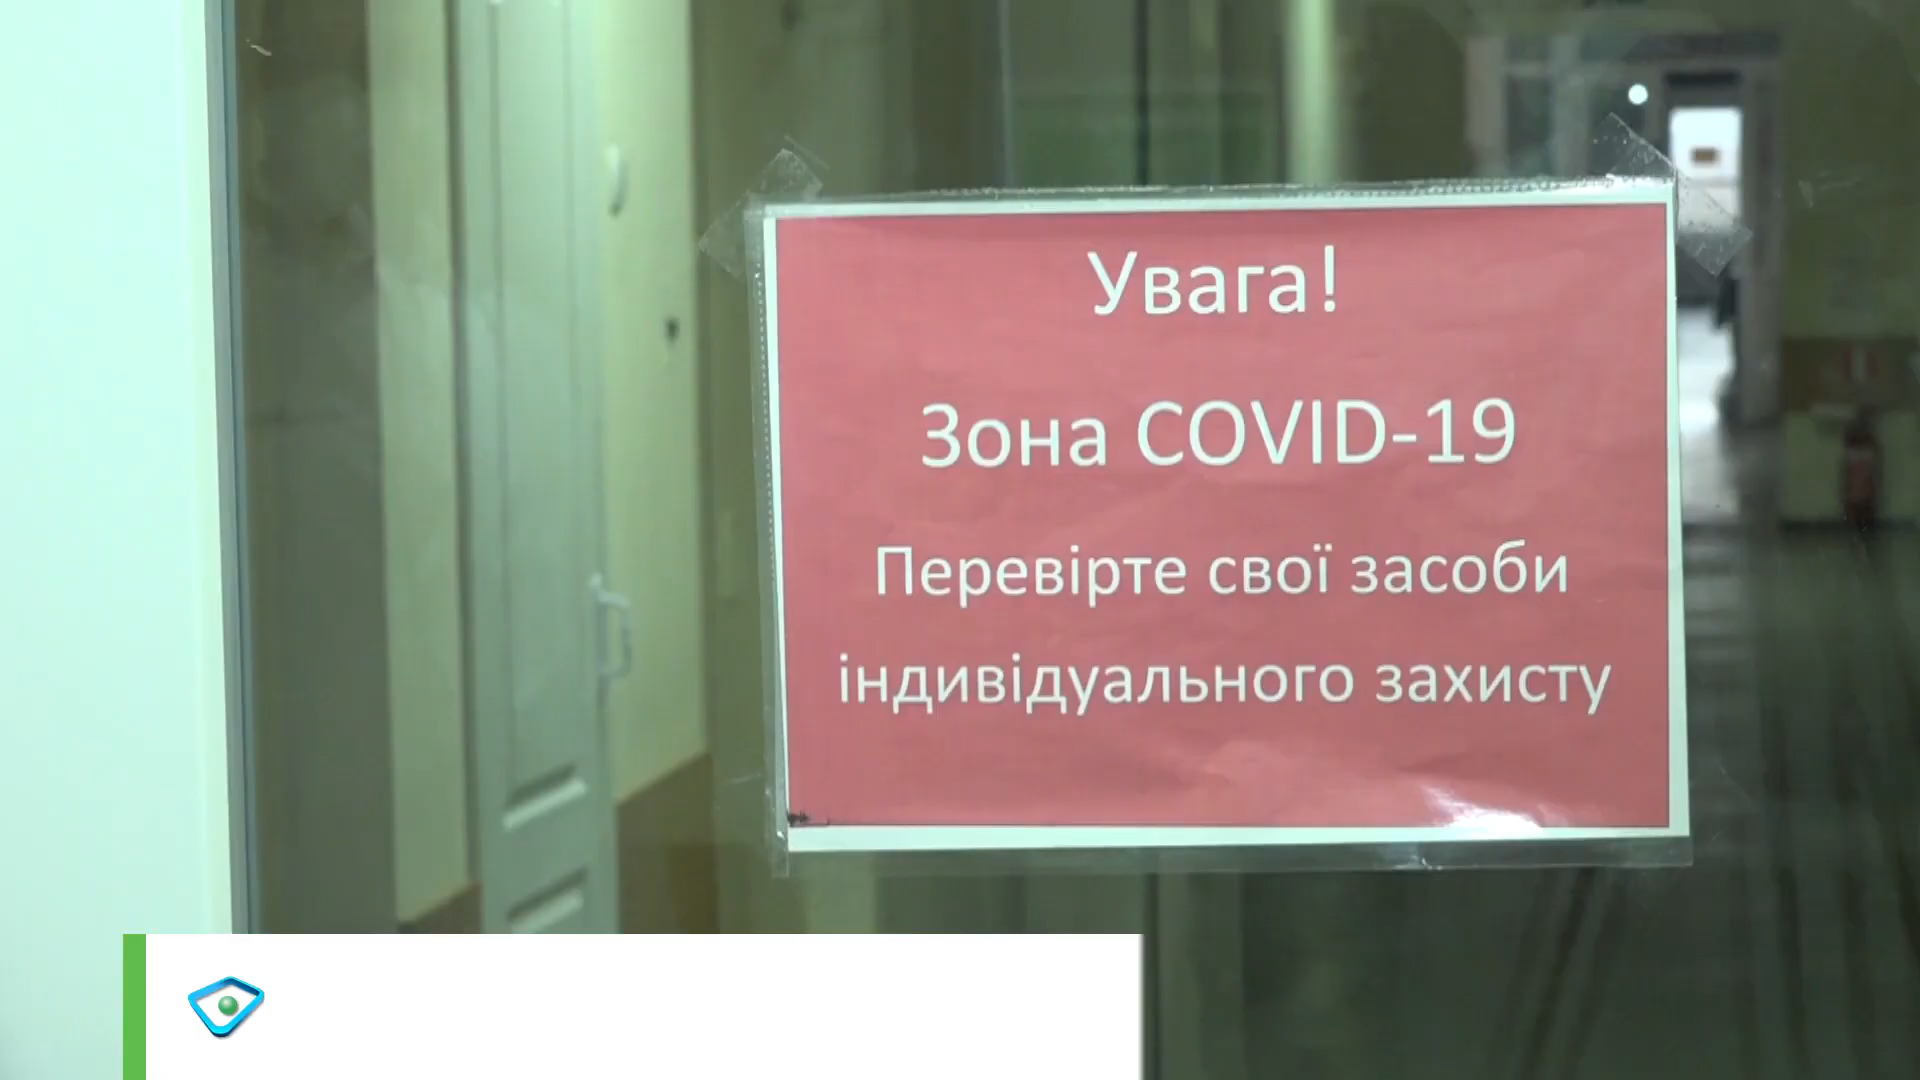 Увага!
Зона COVID-19
Перевірте свої засоби
індивідуального захисту